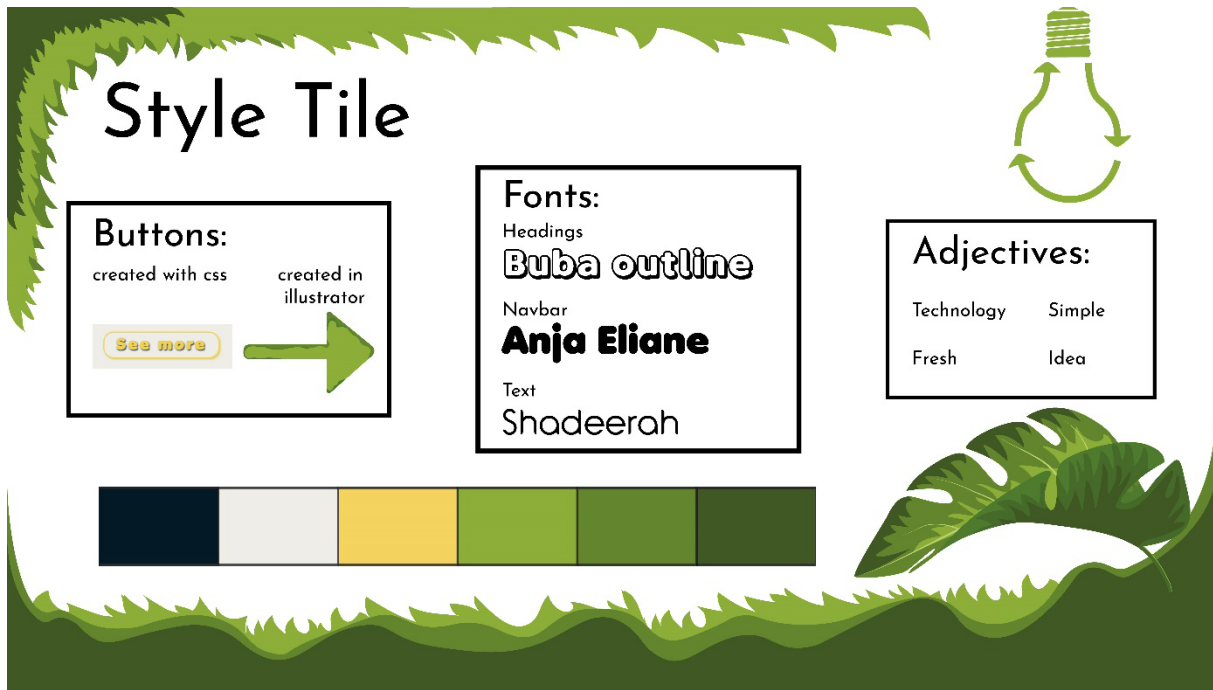 Style Tile
Buttons:
created with css
created in
illustrator
See more
Fonts:
Headings
Buba outline
Navbar
Anja Eliane
Text
Shadeerah
Adjectives:
Technology Simple
Fresh Idea